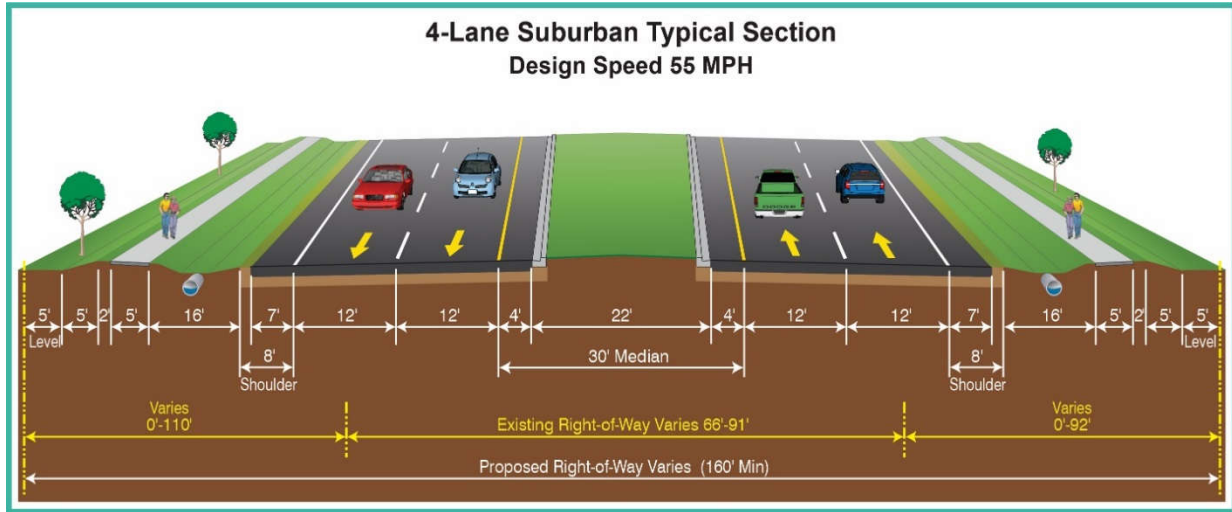 4-Lane Suburban Typical Section
Design Speed 55 MPH
5' 5' 2' 5' 16' 7' 12' 12' 4' 22' 4' 12' 12' 7' 16' 5' 2' 5' 5'
Level Level
8' 30' Median 8'
Shoulder Shoulder
Varies Varies
0'-110' Existing Right-of-Way Varies 66'-91' 0'-92'
Proposed Right-of-Way Varies (160' Min)